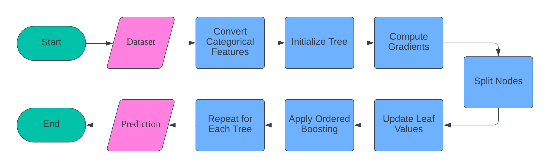 Start
Dataset
Convert
Categorical
Features
Initialize Tree
Compute
Gradients
Split Nodes
Update Leaf
Values
Apply Ordered
Boosting
Repeat for
Each Tree
Prediction
End